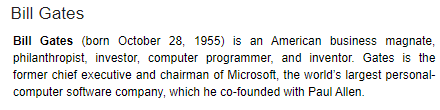 Bill Gates
Bill Gates (born October 28, 1955) is an American business magnate,
philanthropist, investor, computer programmer, and inventor. Gates is the
former chief executive and chairman of Microsoft, the world's largest personal-
computer software company, which he co-founded with Paul Allen.